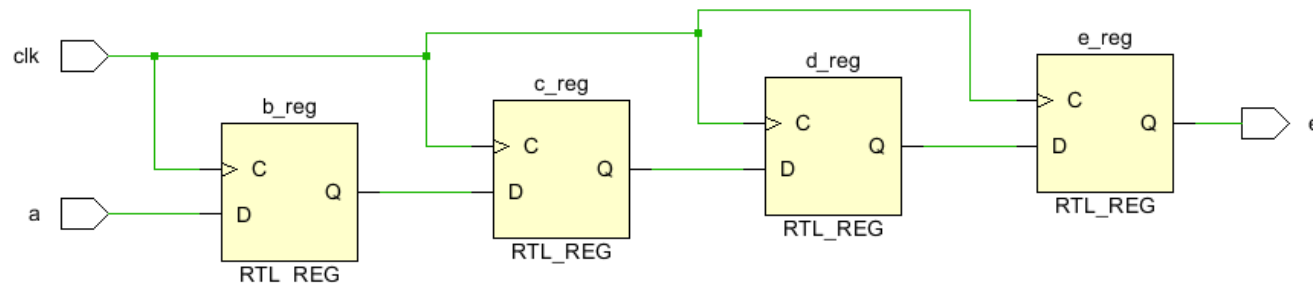 clk
a
b_reg
C
D
Q
RTL_REG
c_reg
C
D
Q
RTL_REG
d_reg
C
D
Q
RTL_REG
e_reg
C
D
Q
RTL_REG
e